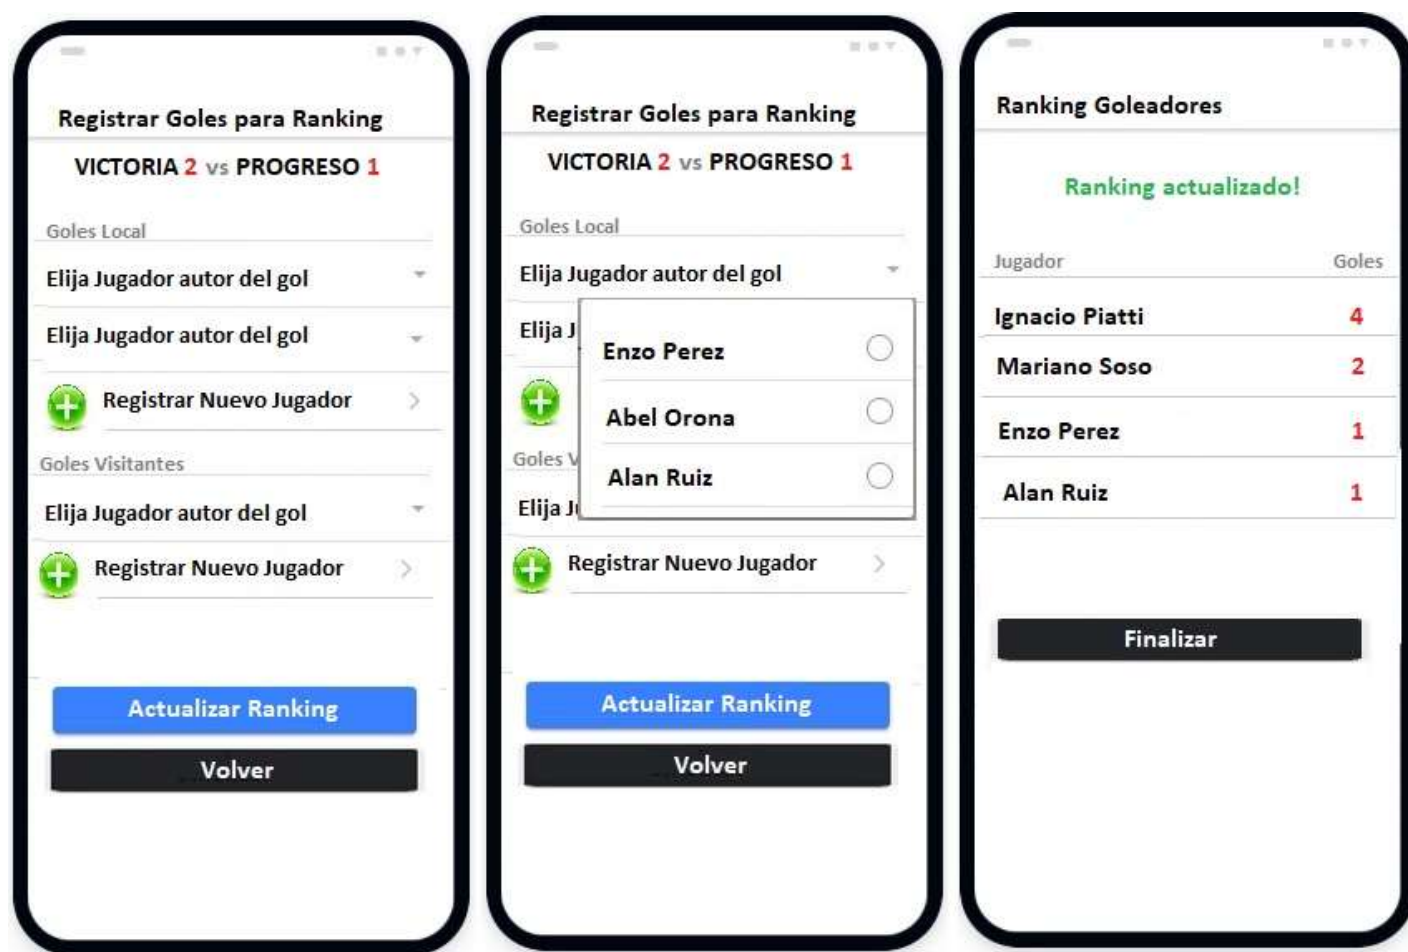 Registrar Goles para Ranking
VICTORIA 2 vs PROGRESO 1
Goles Local
Elija Jugador autor del gol
Elija Jugador autor del gol
Registrar Nuevo Jugador
Goles Visitantes
Elija Jugador autor del gol
Registrar Nuevo Jugador
Actualizar Ranking
Volver
Registrar Goles para Ranking
VICTORIA 2 vs PROGRESO 1
Goles Local
Elija Jugador autor del gol
Elija J
Enzo Perez
Abel Orona
Goles V
Alan Ruiz
Elija J
Registrar Nuevo Jugador
Actualizar Ranking
Volver
Ranking Goleadores
Ranking actualizado!
Jugador Goles
Ignacio Piatti 4
Mariano Soso 2
Enzo Perez 1
Alan Ruiz 1
Finalizar